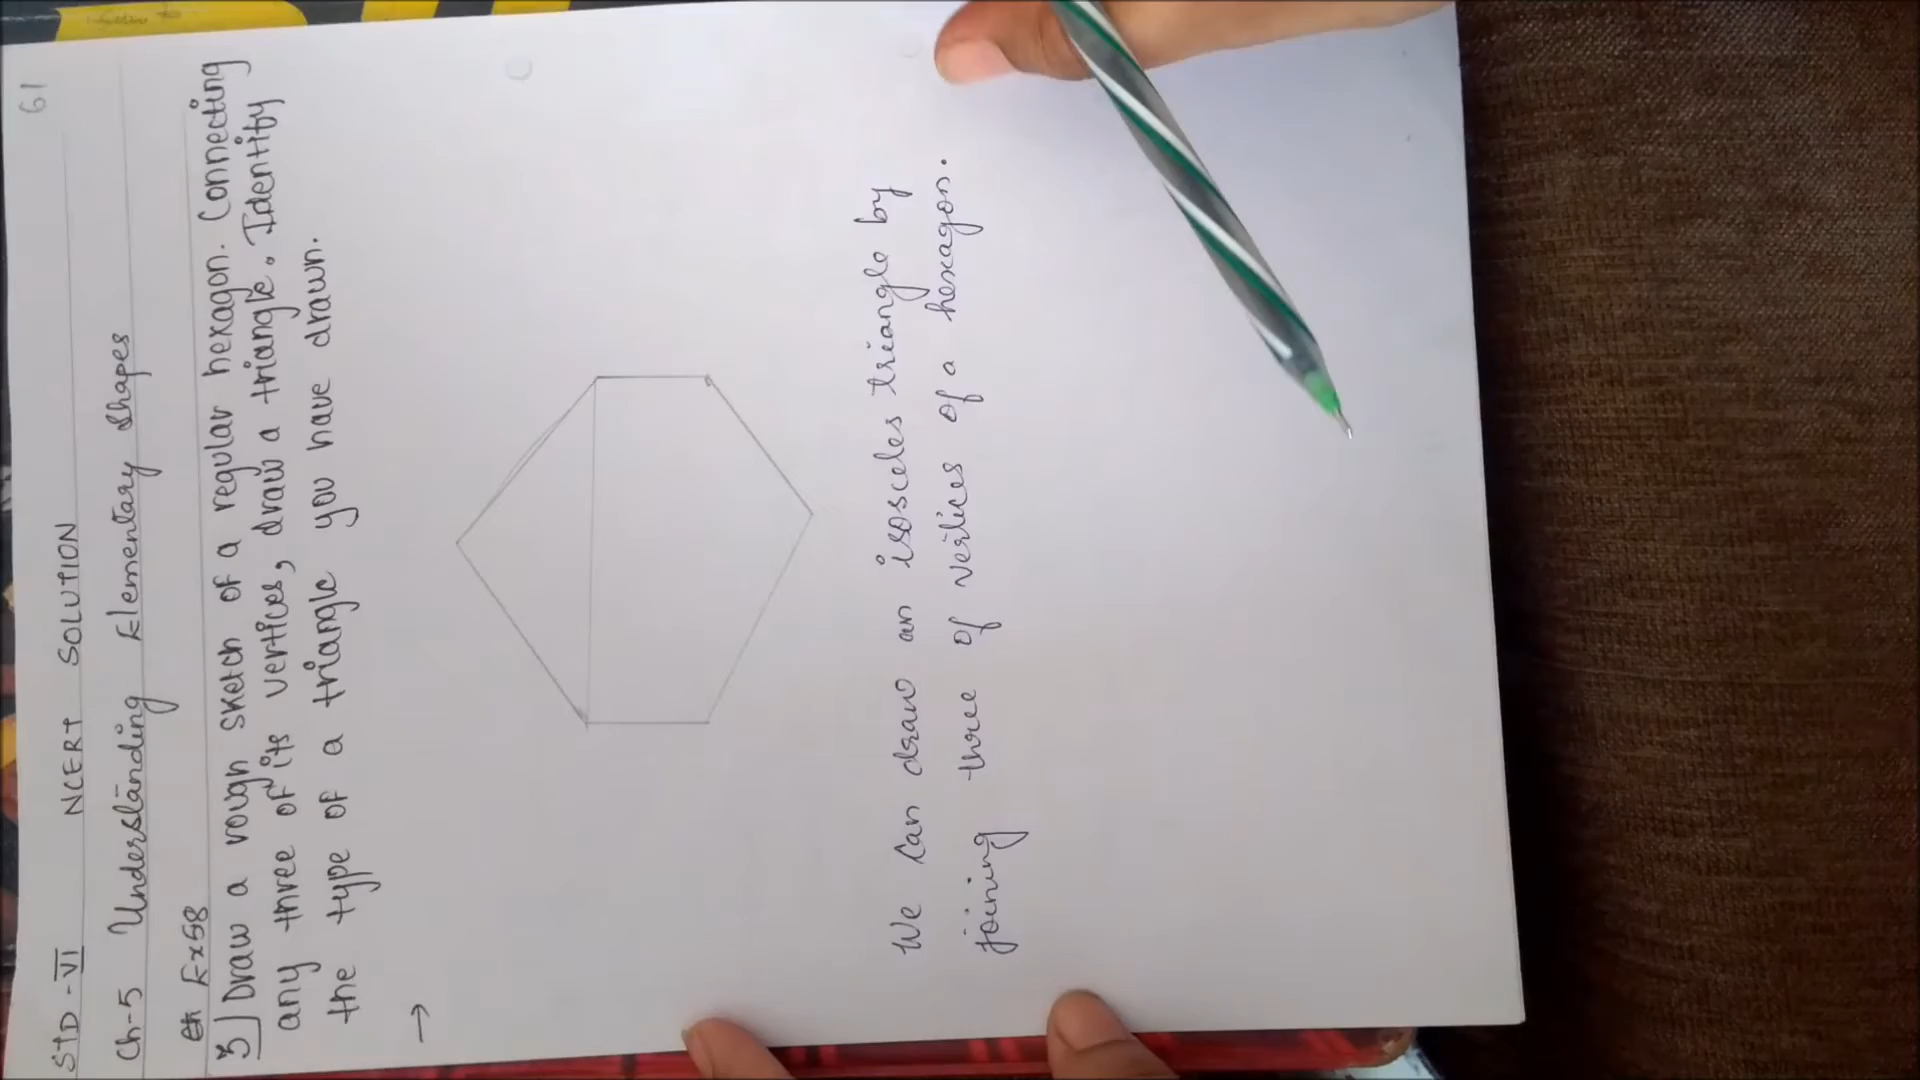 61
STD - VI NCERT SOLUTION
Ch-5 Understanding Elementary Shapes
Ex 58
3] Draw a rough sketch of a regular hexagon. Connecting
any three of its vertices, draw a triangle. Identify
the type of a triangle you have drawn.
→
We can draw an isosceles triangle by
joining three of vertices of a hexagon.